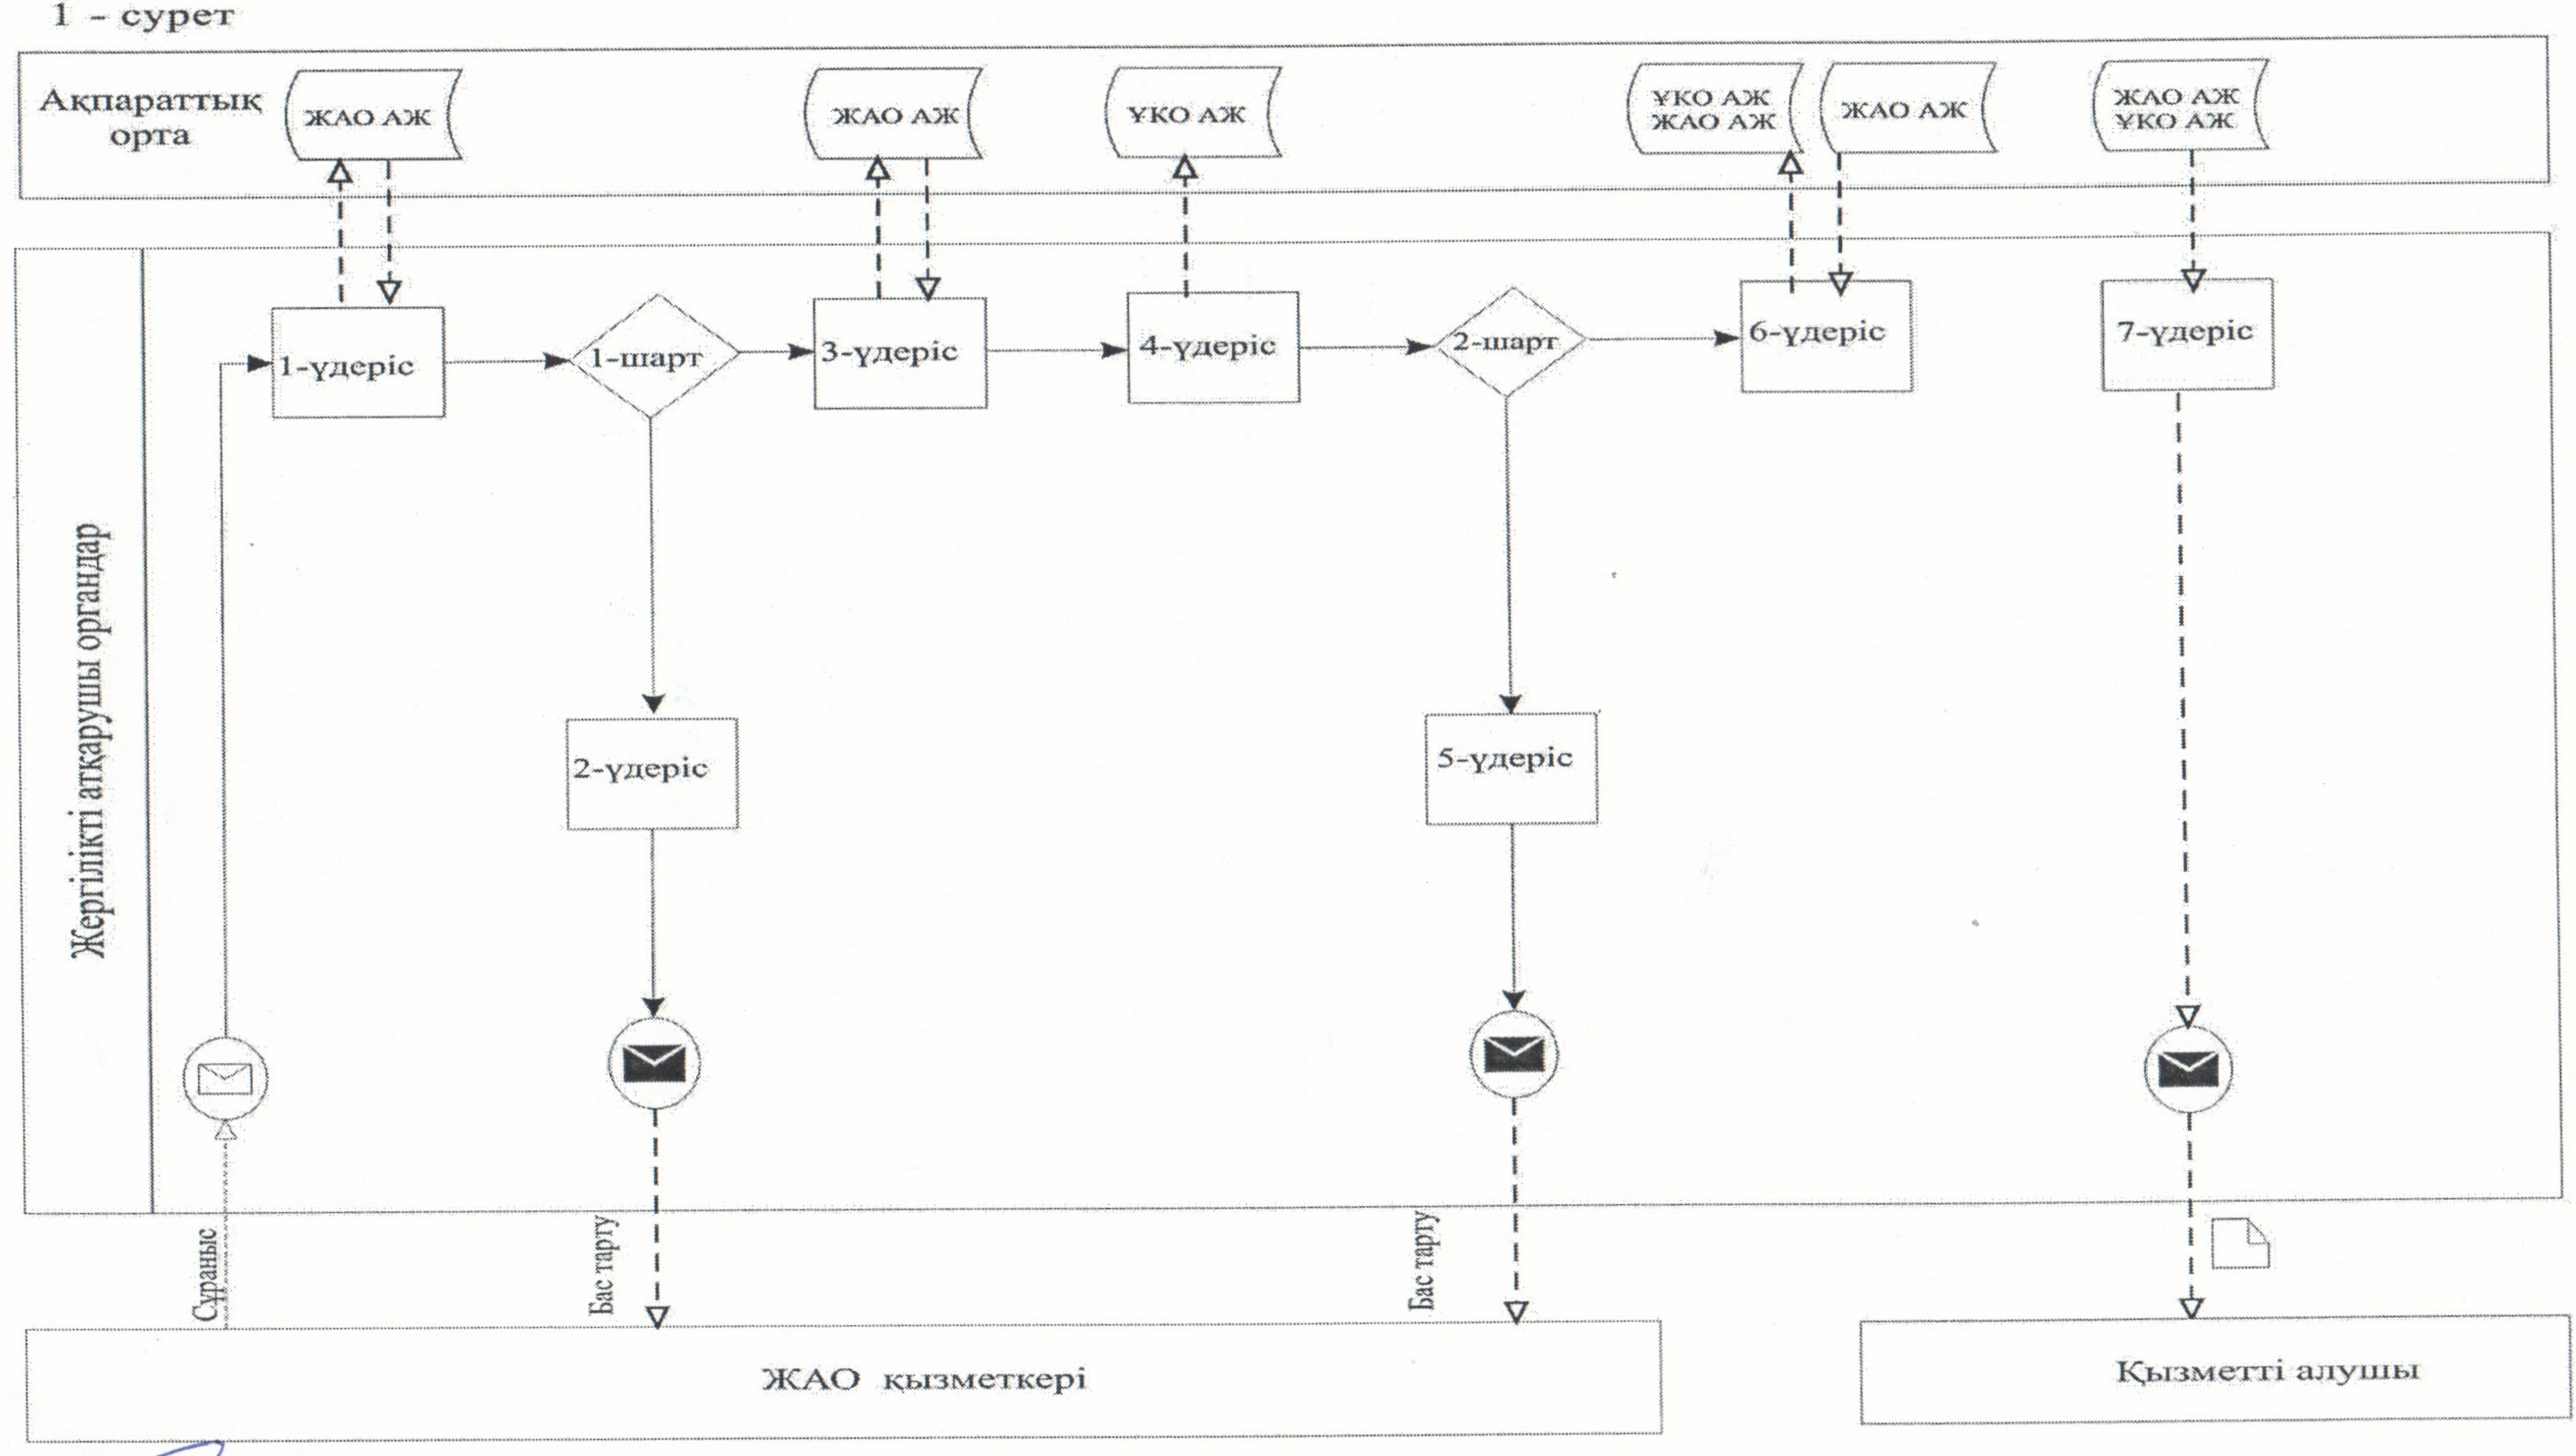 1 - сурет
Ақпараттық
орта
ЖАО АЖ
ЖАО АЖ
ҰКО АЖ
ҰКО АЖ
ЖАО АЖ
ЖАО АЖ
ЖАО АЖ
ҰКО АЖ
Жергілікті атқарушы органдар
1-үдеріс
1-шарт
3-үдеріс
4-үдеріс
2-шарт
6-үдеріс
7-үдеріс
2-үдеріс
5-үдеріс
Сұраныс
Бас тарту
Бас тарту
ЖАО қызметкері
Қызметті алушы